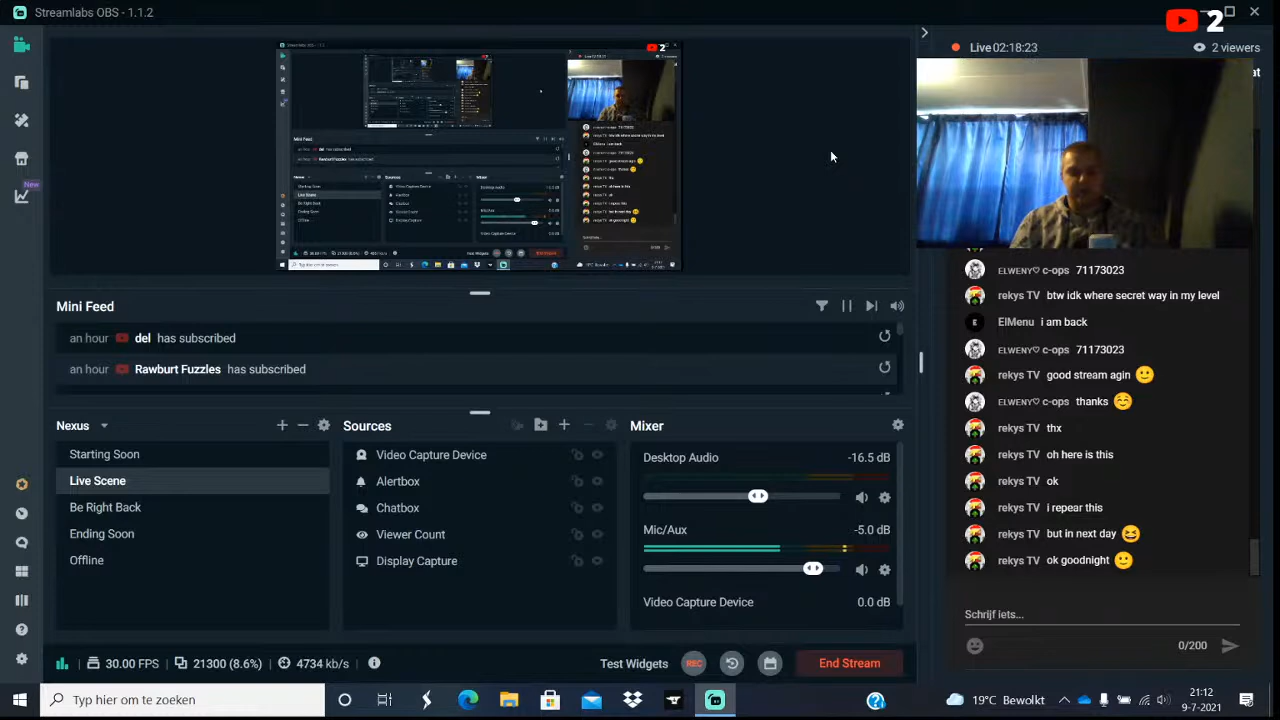 Streamlabs OBS - 1.1.2
2
Live 02:18:23
2 viewers
New
Mini Feed
an hour del has subscribed
an hour Rawburt Fuzzles has subscribed
Nexus
Starting Soon
Live Scene
Be Right Back
Ending Soon
Offline
Sources
Video Capture Device
Alertbox
Chatbox
Viewer Count
Display Capture
Mixer
Desktop Audio -16.5 dB
Mic/Aux -5.0 dB
Video Capture Device 0.0 dB
ELWENY♡ c-ops 71173023
rekys TV btw idk where secret way in my level
E ElMenu i am back
ELWENY♡ c-ops 71173023
rekys TV good stream agin 🙂
ELWENY♡ c-ops thanks ☺️
rekys TV thx
rekys TV oh here is this
rekys TV ok
rekys TV i repeat this
rekys TV but in next day 😆
rekys TV ok goodnight 🙂
Schrijf iets...
0/200
30.00 FPS 21300 (8.6%) 4734 kb/s
Test Widgets REC End Stream
Typ hier om te zoeken
19°C Bewolkt
21:12
9-7-2021